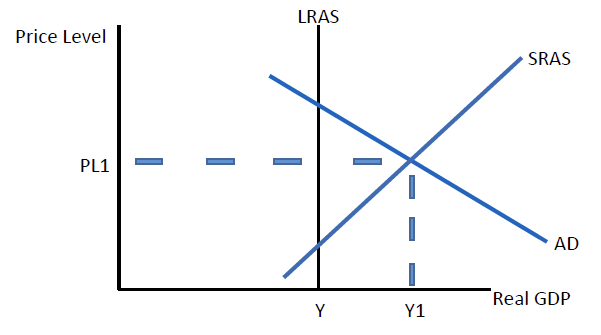 LRAS
Price Level
SRAS
PL1
AD
Real GDP
Y
Y1